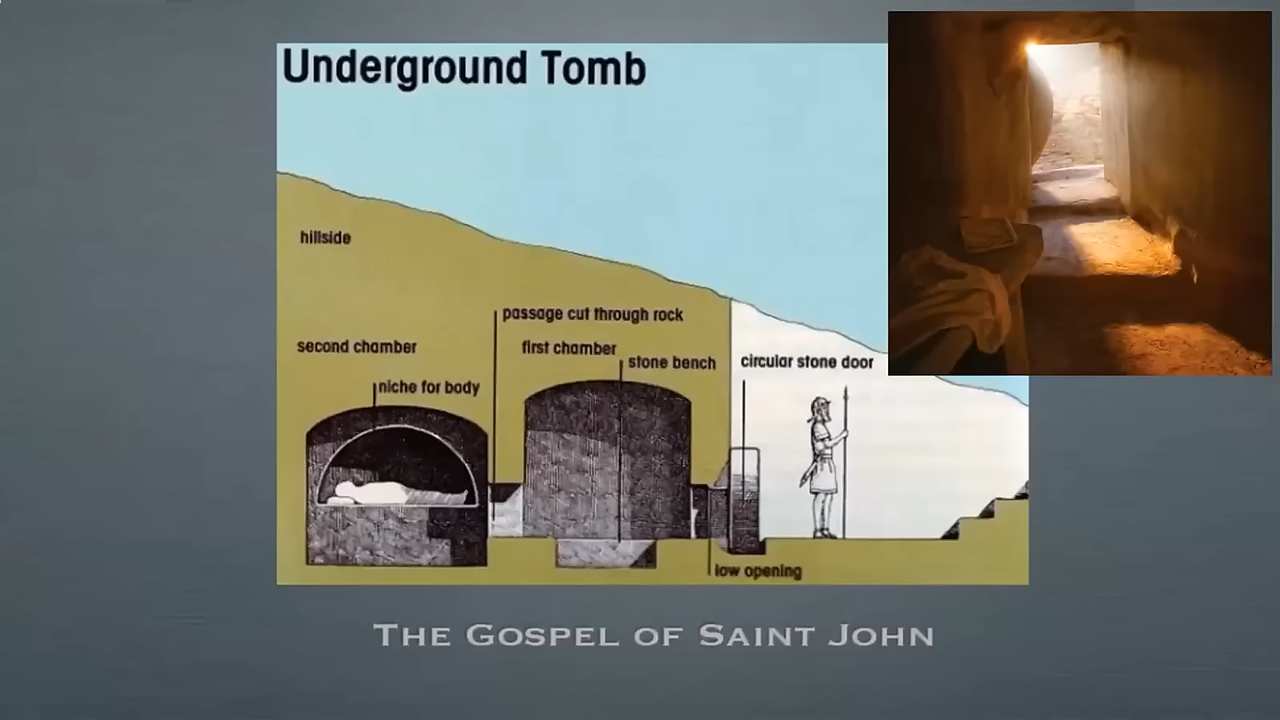 Underground Tomb
hillside
passage cut through rock
second chamber
first chamber
stone bench
circular stone door
niche for body
low opening
The Gospel of Saint John